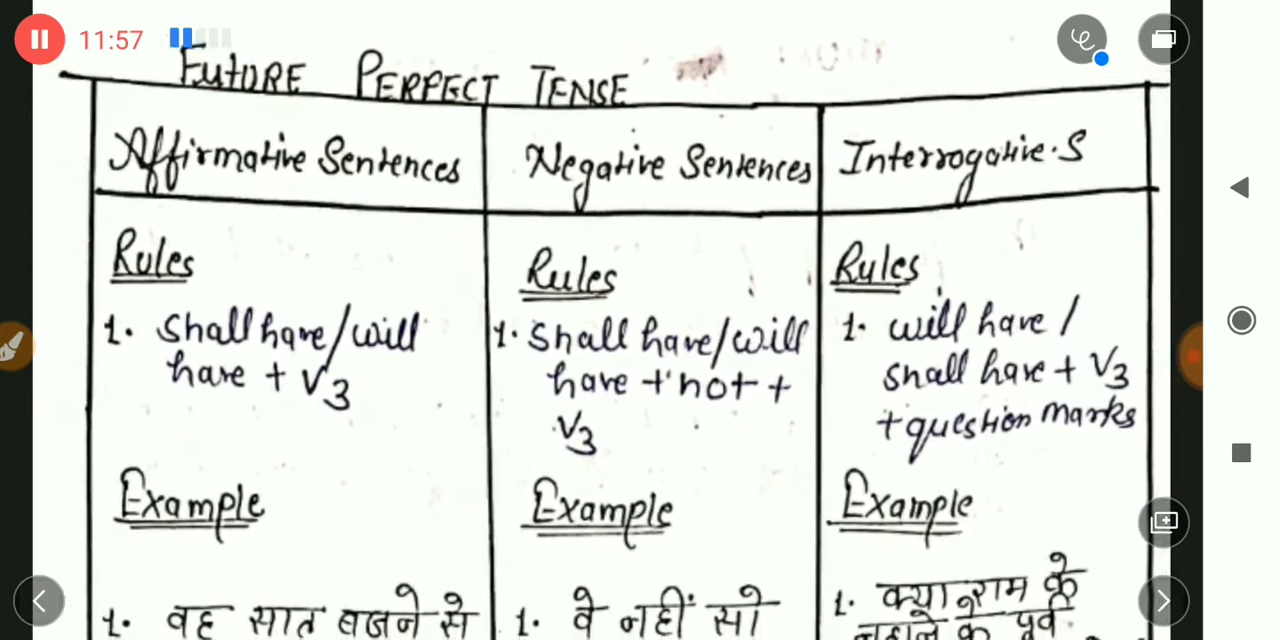 11:57
FUTURE PERFECT TENSE
Affirmative Sentences
Rules
1. Shall have/will
have + V3
Example
1. वह सात बजने से
Negative Sentences
Rules
1. Shall have/will
have + not +
V3
Example
1. वे नहीं सो
Interrogative.S
Rules
1. will have/
shall have + V3
+ question marks
Example
1. क्या राम के
नहाने के पूर्व